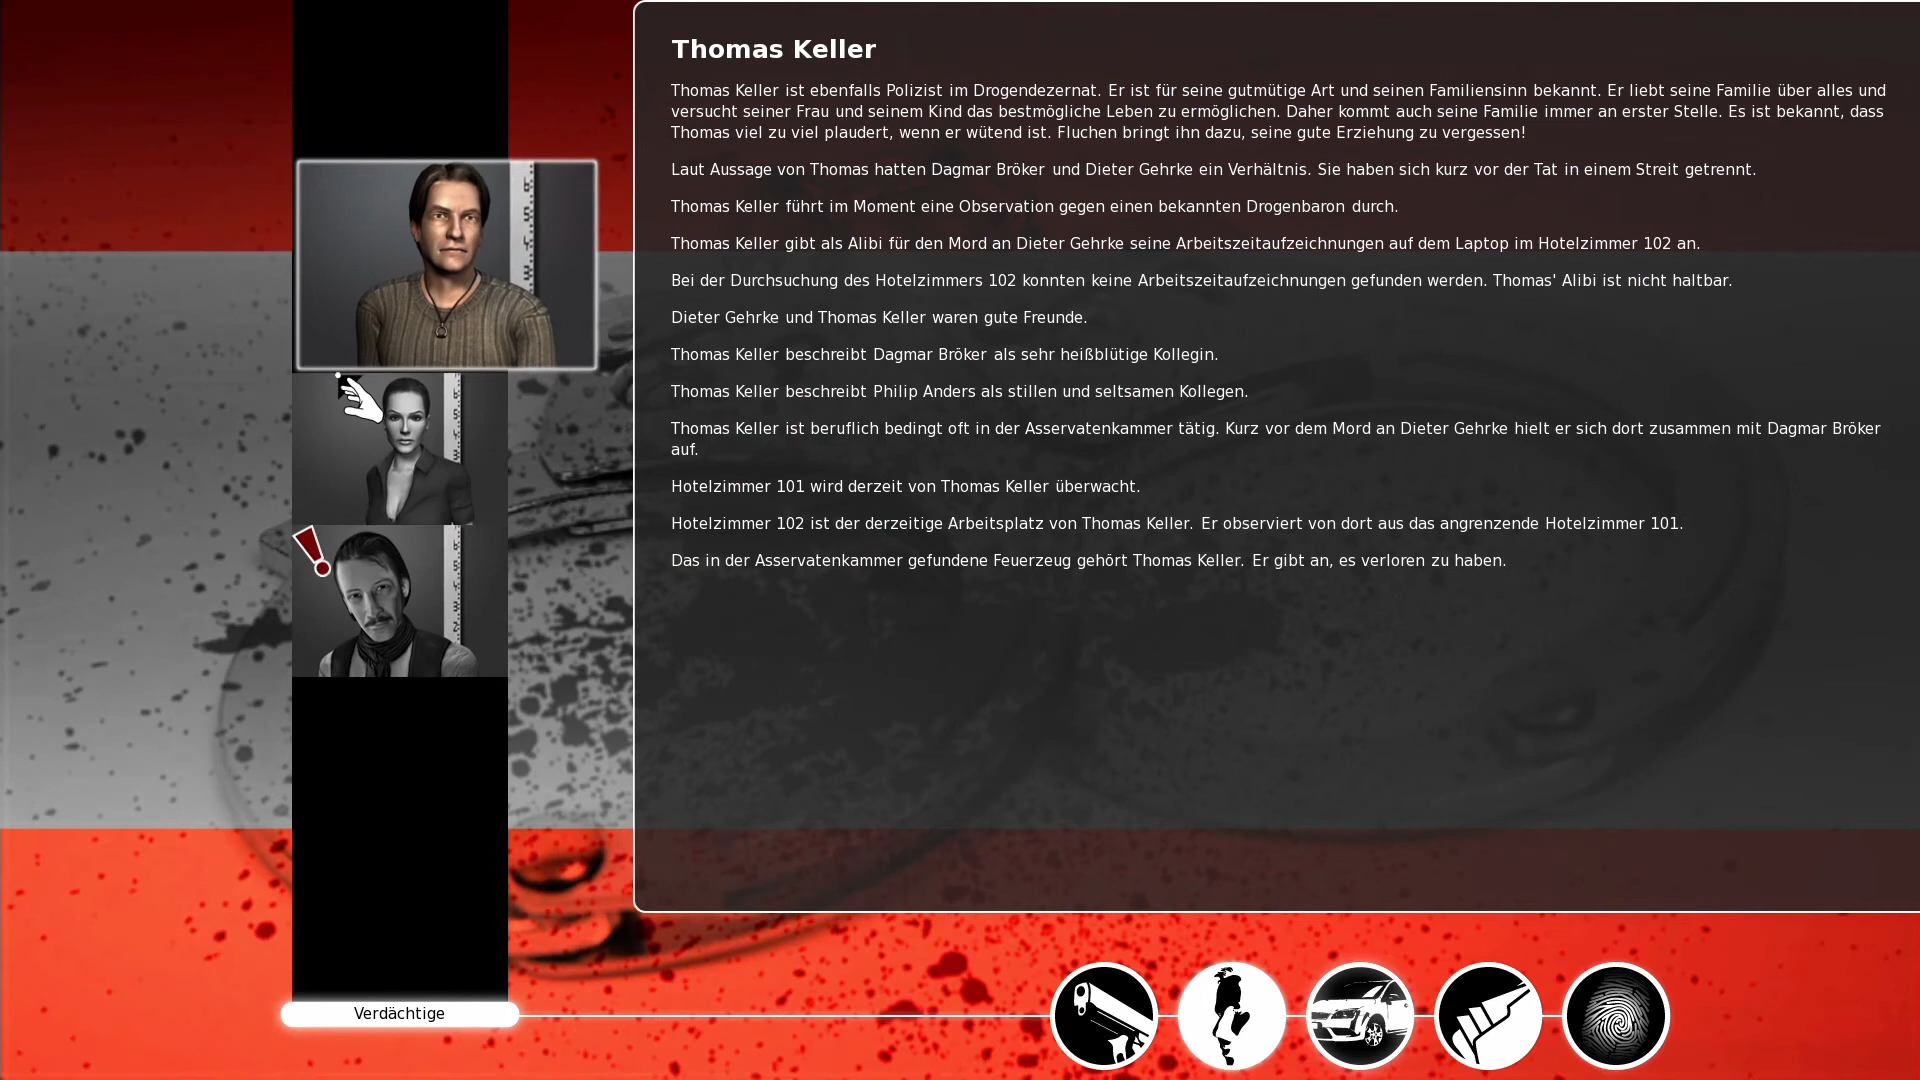 Thomas Keller
Thomas Keller ist ebenfalls Polizist im Drogendezernat. Er ist für seine gutmütige Art und seinen Familiensinn bekannt. Er liebt seine Familie über alles und
versucht seiner Frau und seinem Kind das bestmögliche Leben zu ermöglichen. Daher kommt auch seine Familie immer an erster Stelle. Es ist bekannt, dass
Thomas viel zu viel plaudert, wenn er wütend ist. Fluchen bringt ihn dazu, seine gute Erziehung zu vergessen!
Laut Aussage von Thomas hatten Dagmar Bröker und Dieter Gehrke ein Verhältnis. Sie haben sich kurz vor der Tat in einem Streit getrennt.
Thomas Keller führt im Moment eine Observation gegen einen bekannten Drogenbaron durch.
Thomas Keller gibt als Alibi für den Mord an Dieter Gehrke seine Arbeitszeitaufzeichnungen auf dem Laptop im Hotelzimmer 102 an.
Bei der Durchsuchung des Hotelzimmers 102 konnten keine Arbeitszeitaufzeichnungen gefunden werden. Thomas' Alibi ist nicht haltbar.
Dieter Gehrke und Thomas Keller waren gute Freunde.
Thomas Keller beschreibt Dagmar Bröker als sehr heißblütige Kollegin.
Thomas Keller beschreibt Philip Anders als stillen und seltsamen Kollegen.
Thomas Keller ist beruflich bedingt oft in der Asservatenkammer tätig. Kurz vor dem Mord an Dieter Gehrke hielt er sich dort zusammen mit Dagmar Bröker
auf.
Hotelzimmer 101 wird derzeit von Thomas Keller überwacht.
Hotelzimmer 102 ist der derzeitige Arbeitsplatz von Thomas Keller. Er observiert von dort aus das angrenzende Hotelzimmer 101.
Das in der Asservatenkammer gefundene Feuerzeug gehört Thomas Keller. Er gibt an, es verloren zu haben.
Verdächtige